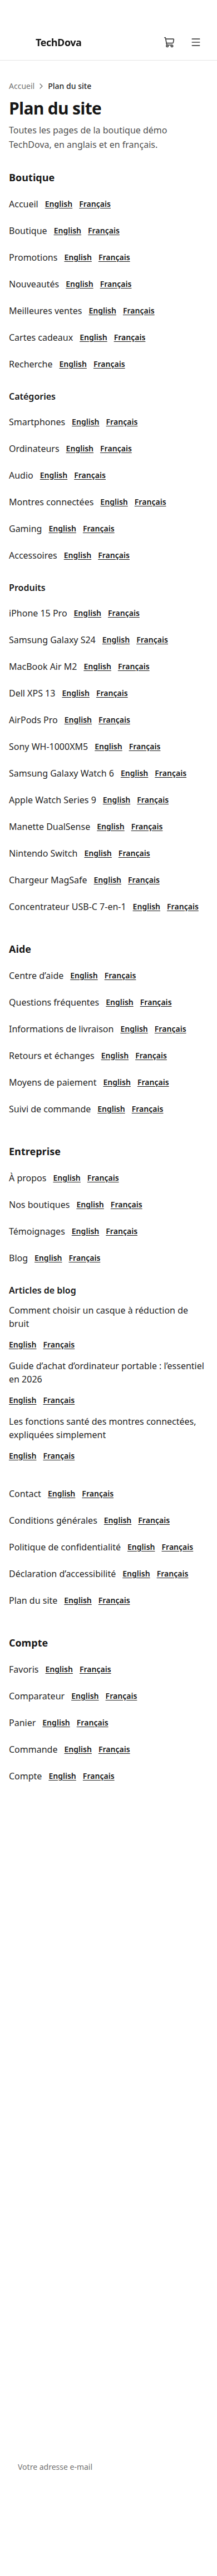 TechDova
Accueil > Plan du site
Plan du site
Toutes les pages de la boutique démo
TechDova, en anglais et en français.
Boutique
Accueil English Français
Boutique English Français
Promotions English Français
Nouveautés English Français
Meilleures ventes English Français
Cartes cadeaux English Français
Recherche English Français
Catégories
Smartphones English Français
Ordinateurs English Français
Audio English Français
Montres connectées English Français
Gaming English Français
Accessoires English Français
Produits
iPhone 15 Pro English Français
Samsung Galaxy S24 English Français
MacBook Air M2 English Français
Dell XPS 13 English Français
AirPods Pro English Français
Sony WH-1000XM5 English Français
Samsung Galaxy Watch 6 English Français
Apple Watch Series 9 English Français
Manette DualSense English Français
Nintendo Switch English Français
Chargeur MagSafe English Français
Concentrateur USB-C 7-en-1 English Français
Aide
Centre d’aide English Français
Questions fréquentes English Français
Informations de livraison English Français
Retours et échanges English Français
Moyens de paiement English Français
Suivi de commande English Français
Entreprise
À propos English Français
Nos boutiques English Français
Témoignages English Français
Blog English Français
Articles de blog
Comment choisir un casque à réduction de
bruit
English Français
Guide d’achat d’ordinateur portable : l’essentiel
en 2026
English Français
Les fonctions santé des montres connectées,
expliquées simplement
English Français
Contact English Français
Conditions générales English Français
Politique de confidentialité English Français
Déclaration d’accessibilité English Français
Plan du site English Français
Compte
Favoris English Français
Comparateur English Français
Panier English Français
Commande English Français
Compte English Français
Votre adresse e-mail